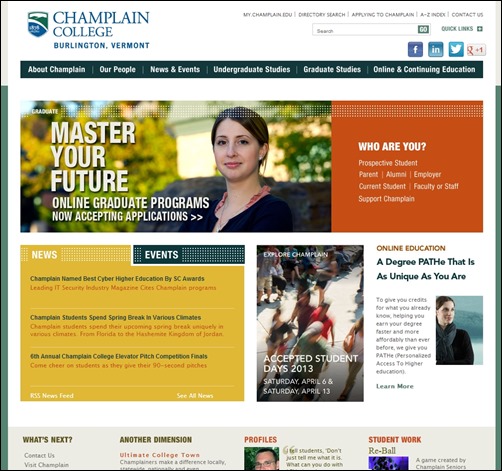 CHAMPLAIN
COLLEGE
BURLINGTON, VERMONT
MY.CHAMPLAIN.EDU | DIRECTORY SEARCH | APPLYING TO CHAMPLAIN | A-Z INDEX | CONTACT US
Search GO QUICK LINKS
f in +1
About Champlain | Our People | News & Events | Undergraduate Studies | Graduate Studies | Online & Continuing Education
GRADUATE
MASTER
YOUR
FUTURE
ONLINE GRADUATE PROGRAMS
NOW ACCEPTING APPLICATIONS >>
WHO ARE YOU?
Prospective Student
Parent | Alumni | Employer
Current Student | Faculty or Staff
Support Champlain
NEWS
EVENTS
Champlain Named Best Cyber Higher Education By SC Awards
Leading IT Security Industry Magazine Cites Champlain programs
Champlain Students Spend Spring Break In Various Climates
Champlain students spend their upcoming spring break uniquely in
various climates. From Florida to the Hashemite Kingdom of Jordan.
6th Annual Champlain College Elevator Pitch Competition Finals
Came sheer on students as they give their 90-second pitches
RSS News Feed
See All News
EXPLORE CHAMPLAIN
ACCEPTED STUDENT
DAYS 2013
SATURDAY, APRIL 6 &
SATURDAY, APRIL 13
ONLINE EDUCATION
A Degree PATHe That Is
As Unique As You Are
To give you credits
for what you already
know, helping you
earn your degree
faster and more
affordably than ever
before, we give you
PATHe (Personalized
Access To Higher
education).
Learn More
WHAT'S NEXT?
Contact Us
Visit Champlain
ANOTHER DIMENSION
Ultimate College Town
Champlainers make a difference locally,
statewide, nationally and even
PROFILES
I tell students, 'Don't
just tell me what it is.
What can you do with
STUDENT WORK
Re-Ball
A game created by
Champlain Seniors